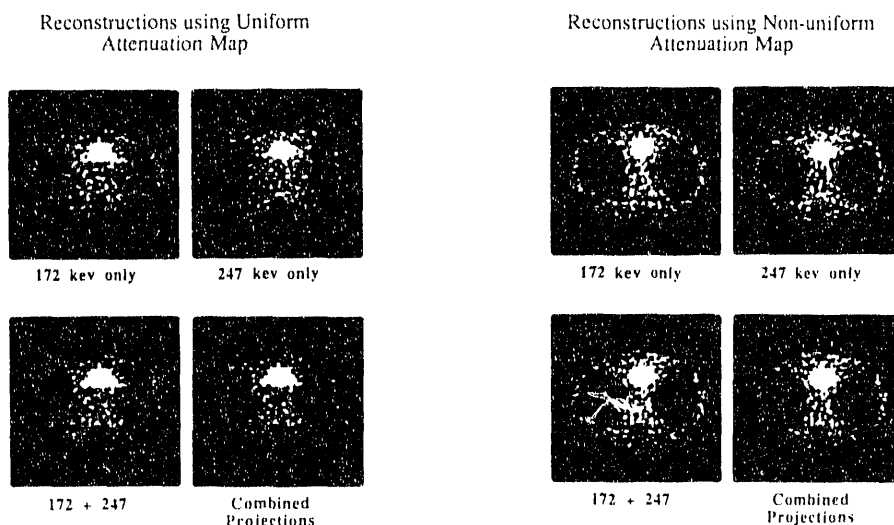 Reconstructions using Uniform
Attenuation Map
172 kev only
247 kev only
172 + 247
Combined
Projections
Reconstructions using Non-uniform
Attenuation Map
172 kev only
247 kev only
172 + 247
Combined
Projections